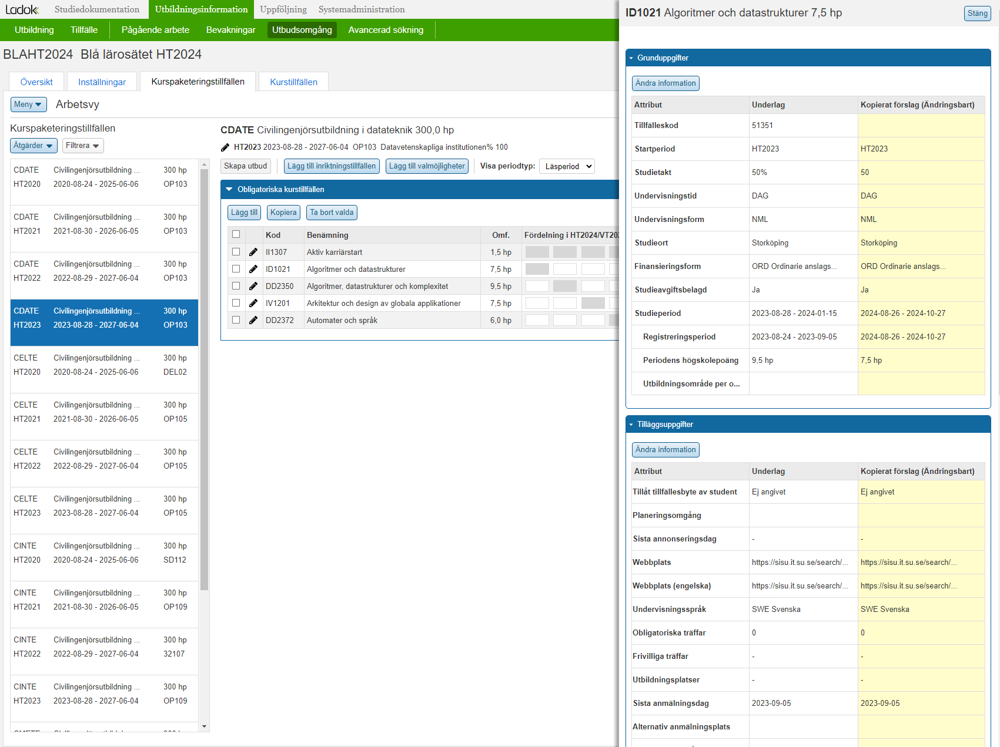 Ladok Studiedokumentation Utbildningsinformation Uppföljning Systemadministration
Utbildning Tillfälle Pågående arbete Bevakningar Utbudsomgång Avancerad sökning
BLAHT2024 Blå lärosätet HT2024
Översikt Inställningar Kurspaketeringstillfällen Kurstillfällen
Meny Arbetsvy
Kurspaketeringstillfällen
Åtgärder Filtrera
CDATE Civilingenjörsutbildning ... 300 hp
HT2020 2020-08-24 - 2025-06-06 OP103
CDATE Civilingenjörsutbildning ... 300 hp
HT2021 2021-08-30 - 2026-06-05 OP103
CDATE Civilingenjörsutbildning ... 300 hp
HT2022 2022-08-29 - 2027-06-04 OP103
CDATE Civilingenjörsutbildning ... 300 hp
HT2023 2023-08-28 - 2027-06-04 OP103
CELTE Civilingenjörsutbildning ... 300 hp
HT2020 2020-08-24 - 2025-06-06 DEL02
CELTE Civilingenjörsutbildning ... 300 hp
HT2021 2021-08-30 - 2026-06-05 OP105
CELTE Civilingenjörsutbildning ... 300 hp
HT2022 2022-08-29 - 2027-06-04 OP105
CELTE Civilingenjörsutbildning ... 300 hp
HT2023 2023-08-28 - 2027-06-04 OP105
CINTE Civilingenjörsutbildning ... 300 hp
HT2020 2020-08-24 - 2025-06-06 SD112
CINTE Civilingenjörsutbildning ... 300 hp
HT2021 2021-08-30 - 2026-06-05 OP109
CINTE Civilingenjörsutbildning ... 300 hp
HT2022 2022-08-29 - 2027-06-04 32107
CINTE Civilingenjörsutbildning ... 300 hp
HT2023 2023-08-28 - 2027-06-04 OP109
CDATE Civilingenjörsutbildning i datateknik 300,0 hp
HT2023 2023-08-28 - 2027-06-04 OP103 Datavetenskapliga institutionen% 100
Skapa utbud Lägg till inriktningstillfällen Lägg till valmöjligheter Visa periodtyp: Läsperiod
Obligatoriska kurstillfällen
Lägg till Kopiera Ta bort valda
Kod Benämning Omf. Fördelning i HT2024/VT202
II1307 Aktiv karriärstart 1,5 hp
ID1021 Algoritmer och datastrukturer 7,5 hp
DD2350 Algoritmer, datastrukturer och komplexitet 9,5 hp
IV1201 Arkitektur och design av globala applikationer 7,5 hp
DD2372 Automater och språk 6,0 hp
ID1021 Algoritmer och datastrukturer 7,5 hp Stäng
Grunduppgifter
Ändra information
Attribut Underlag Kopierat förslag (Ändringsbart)
Tillfälleskod 51351
Startperiod HT2023 HT2023
Studietakt 50% 50
Undervisningstid DAG DAG
Undervisningsform NML NML
Studieort Storköping Storköping
Finansieringsform ORD Ordinarie anslags... ORD Ordinarie anslags...
Studieavgiftsbelagd Ja Ja
Studieperiod 2023-08-28 - 2024-01-15 2024-08-26 - 2024-10-27
Registreringsperiod 2023-08-24 - 2023-09-05 2024-08-26 - 2024-10-27
Periodens högskolepoäng 9,5 hp 7,5 hp
Utbildningsområde per o...
Tilläggsuppgifter
Ändra information
Attribut Underlag Kopierat förslag (Ändringsbart)
Tillåt tillfällesbyte av student Ej angivet Ej angivet
Planeringsomgång
Sista annonseringsdag - -
Webbplats https://sisu.it.su.se/search/... https://sisu.it.su.se/search/...
Webbplats (engelska) https://sisu.it.su.se/search/... https://sisu.it.su.se/search/...
Undervisningsspråk SWE Svenska SWE Svenska
Obligatoriska träffar 0 0
Frivilliga träffar - -
Utbildningsplatser - -
Sista anmälningsdag 2023-09-05 2023-09-05
Alternativ anmälningsplats